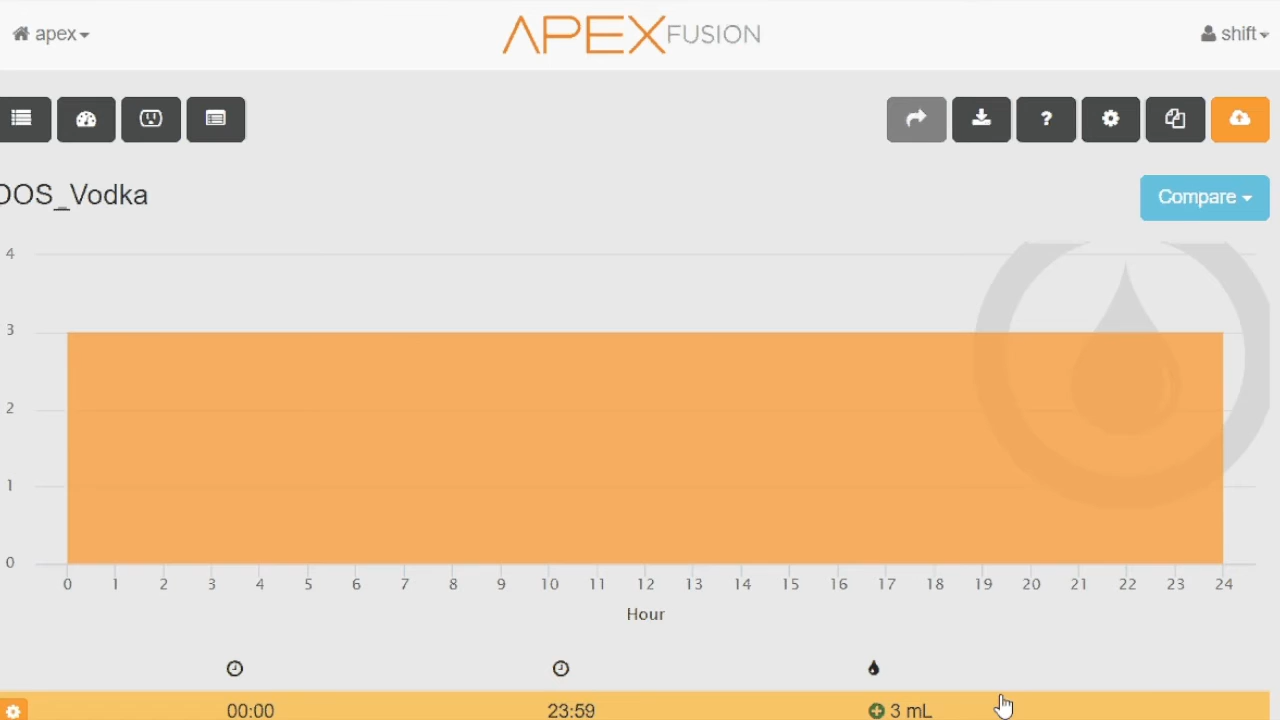 apex
APEX FUSION
shift
?
DOS_Vodka
Compare
4
3
2
1
0
0 1 2 3 4 5 6 7 8 9 10 11 12 13 14 15 16 17 18 19 20 21 22 23 24
Hour
00:00 23:59 3 mL